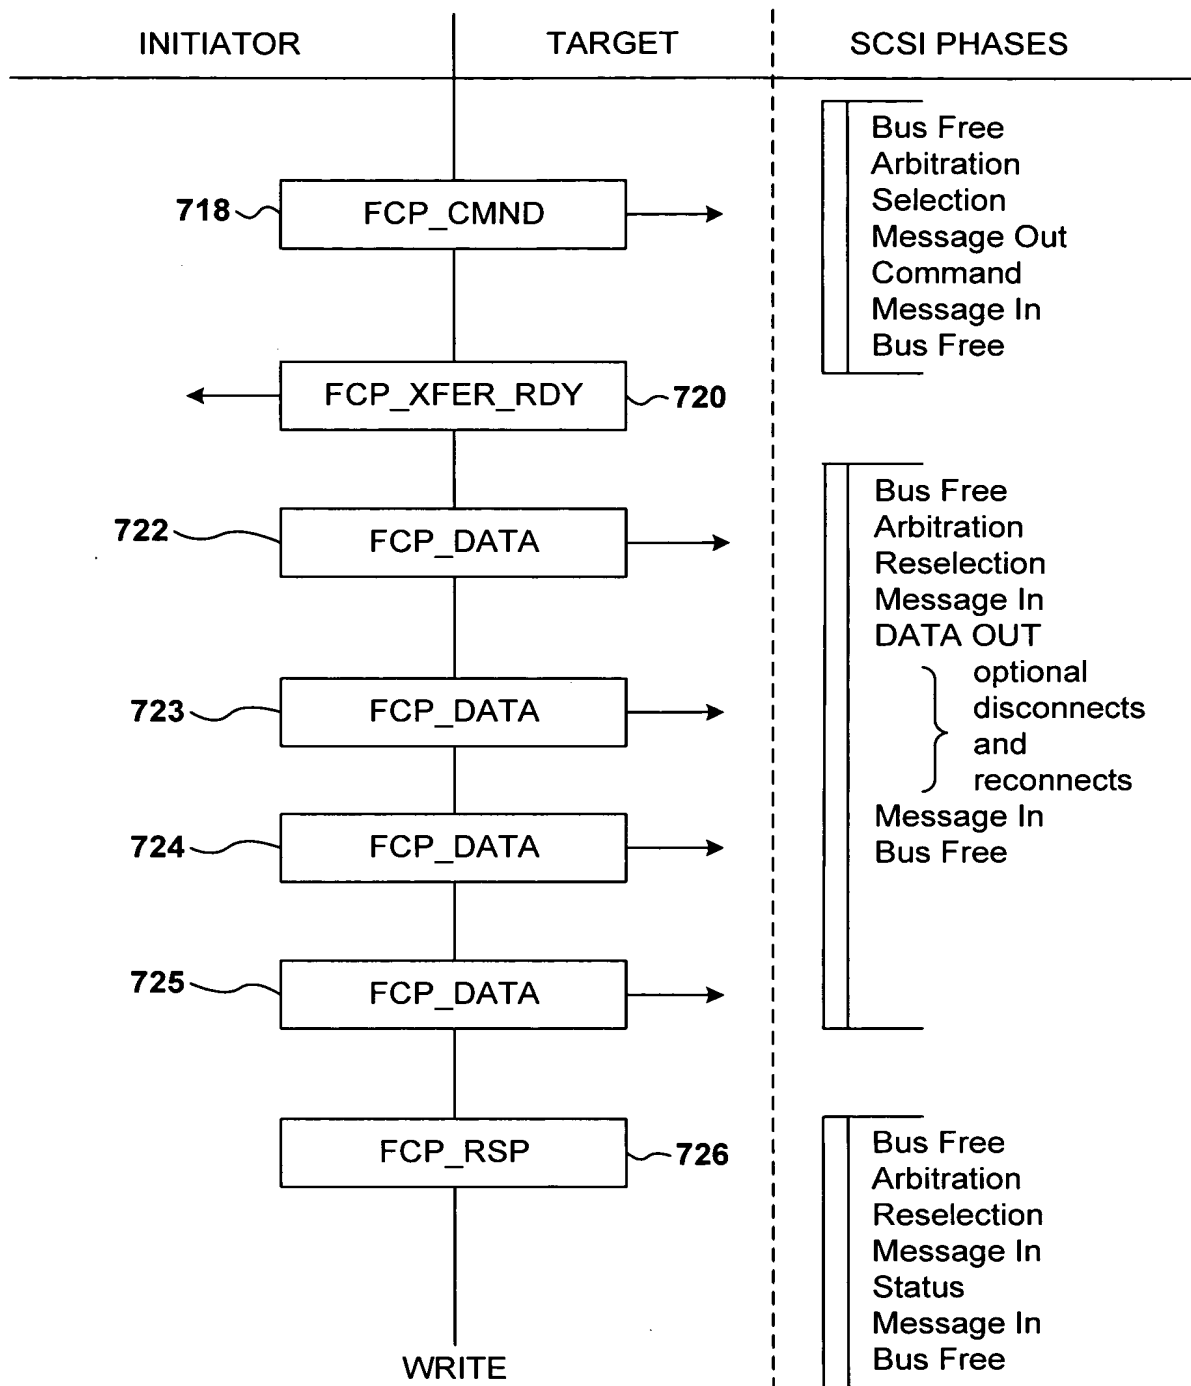 INITIATOR
TARGET
SCSI PHASES
718
FCP_CMND
Bus Free
Arbitration
Selection
Message Out
Command
Message In
Bus Free
FCP_XFER_RDY
720
722
FCP_DATA
723
FCP_DATA
724
FCP_DATA
725
FCP_DATA
Bus Free
Arbitration
Reselection
Message In
DATA OUT
optional
disconnects
and
reconnects
Message In
Bus Free
FCP_RSP
726
Bus Free
Arbitration
Reselection
Message In
Status
Message In
Bus Free
WRITE